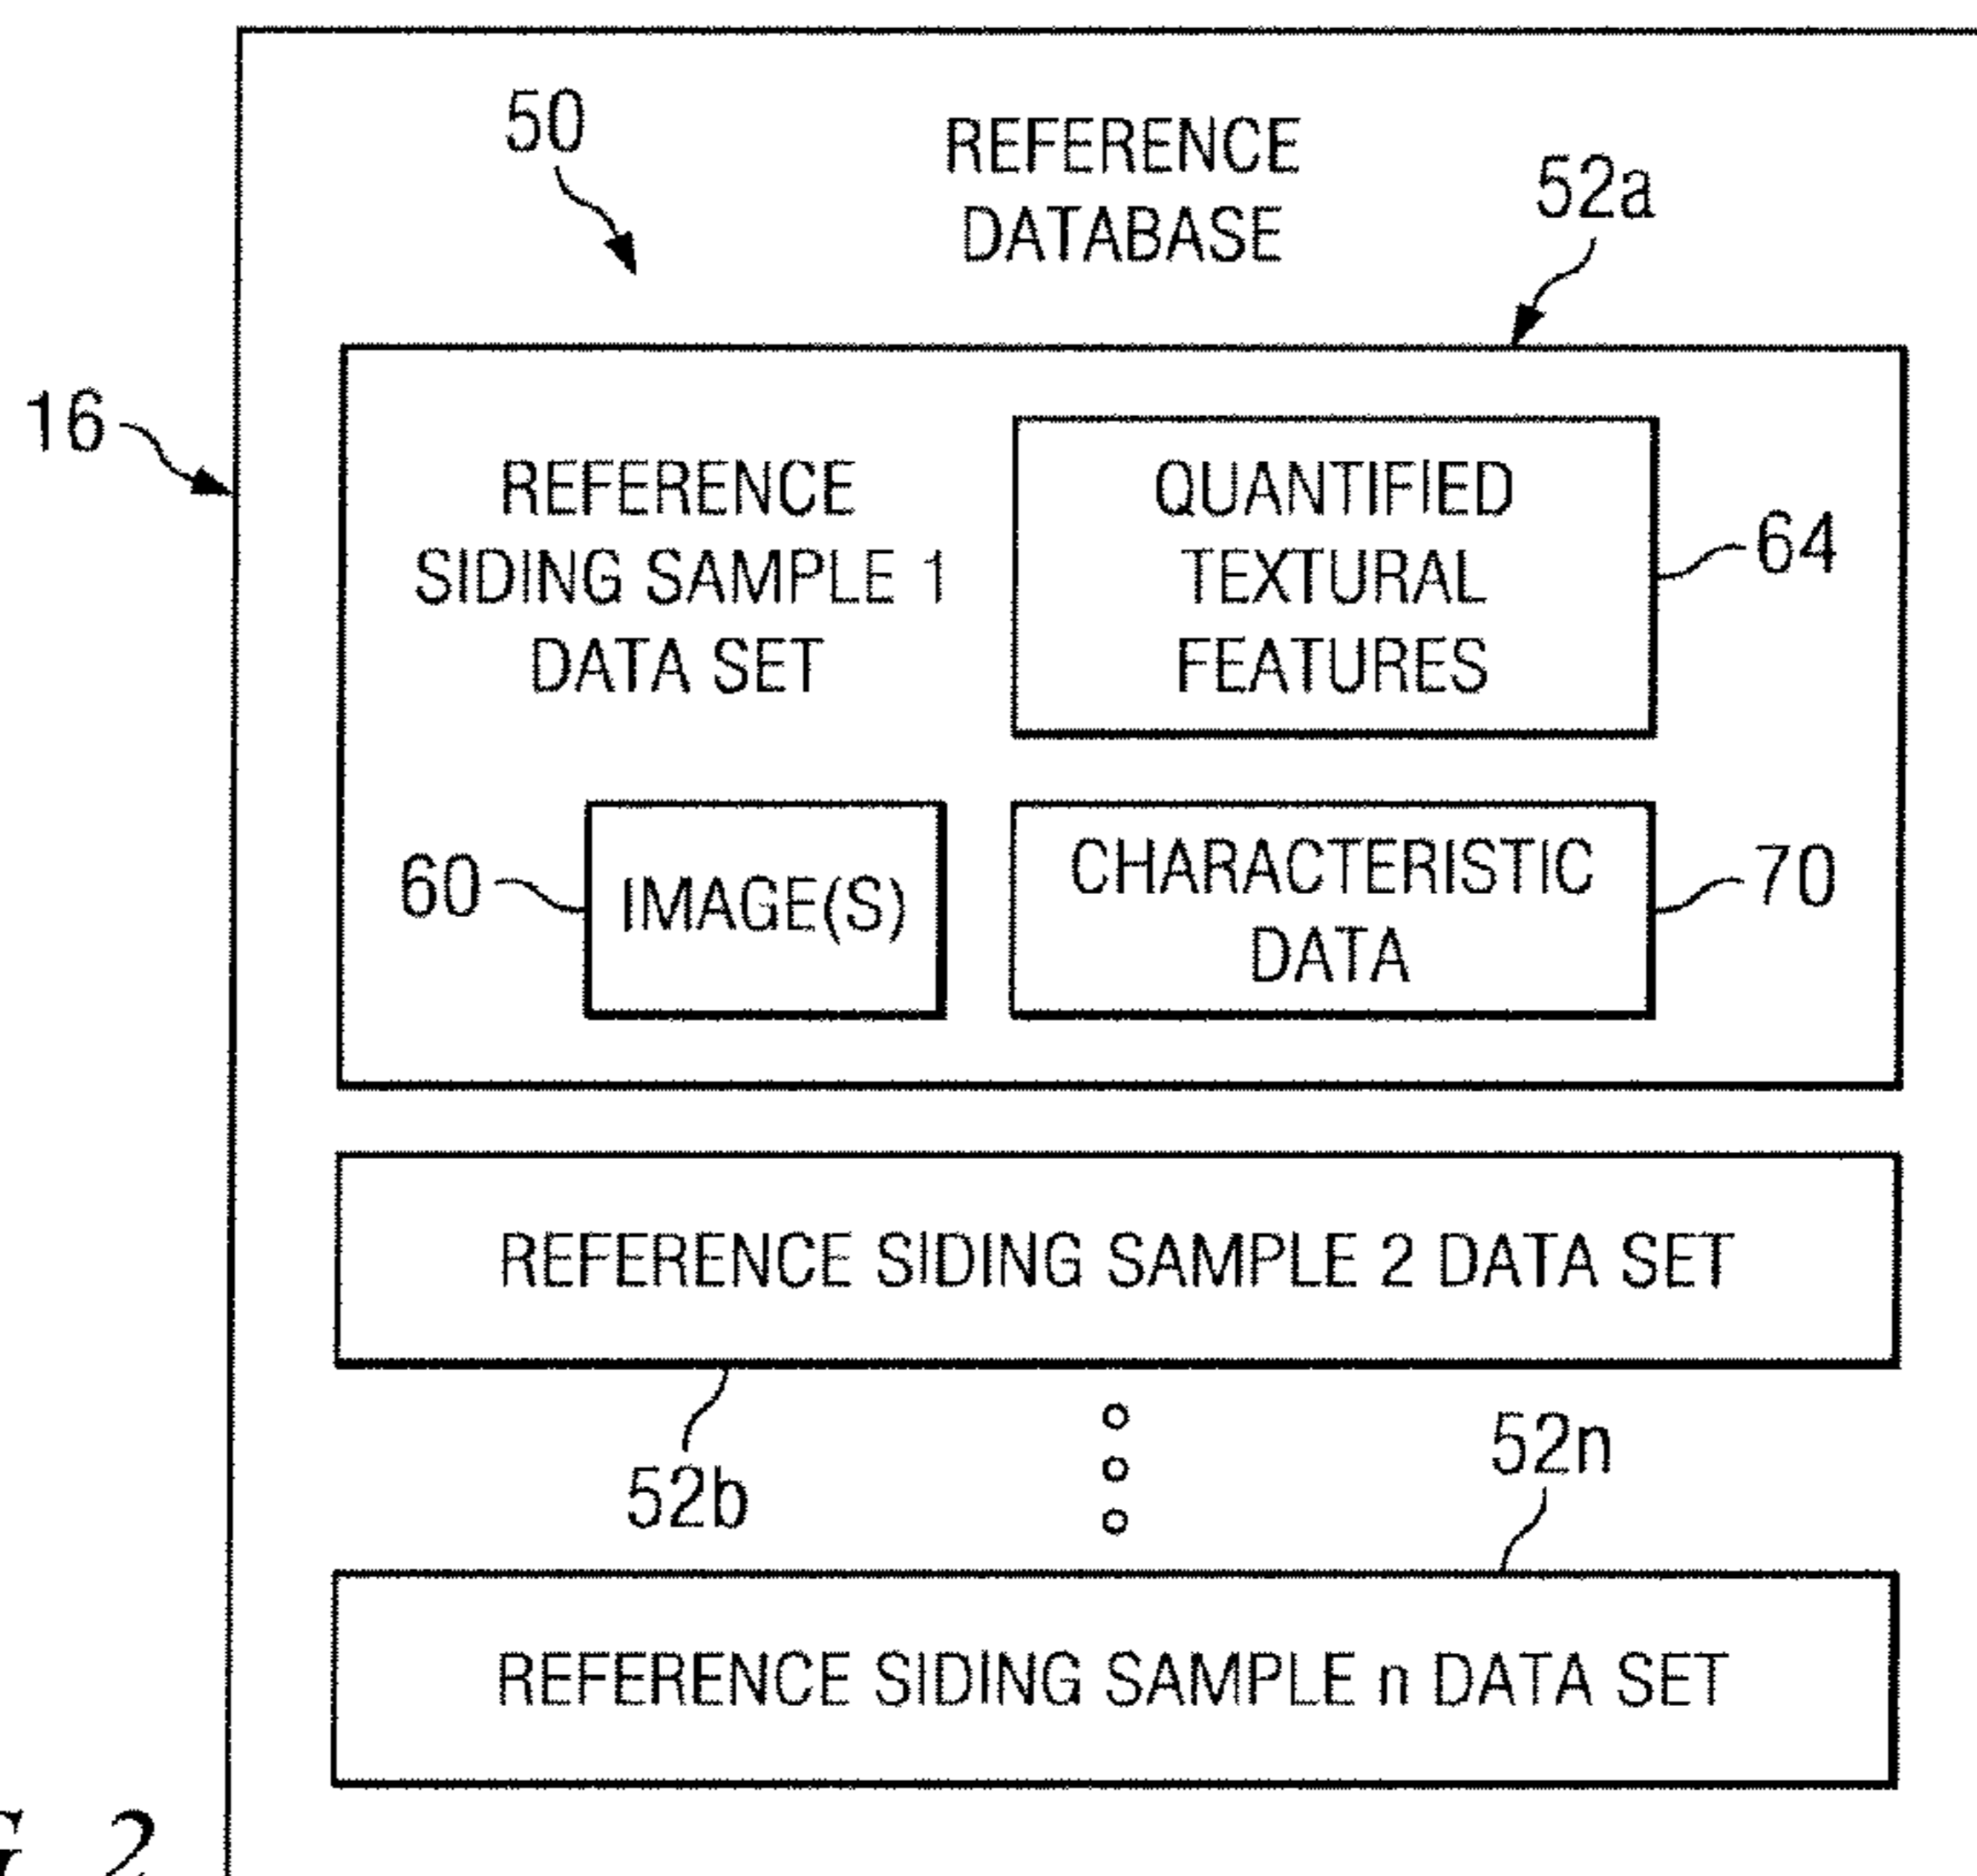 50
REFERENCE
DATABASE
52a
16
REFERENCE
SIDING SAMPLE 1
DATA SET
QUANTIFIED
TEXTURAL
FEATURES
64
60
IMAGE(S)
CHARACTERISTIC
DATA
70
REFERENCE SIDING SAMPLE 2 DATA SET
52b
52n
REFERENCE SIDING SAMPLE n DATA SET
2